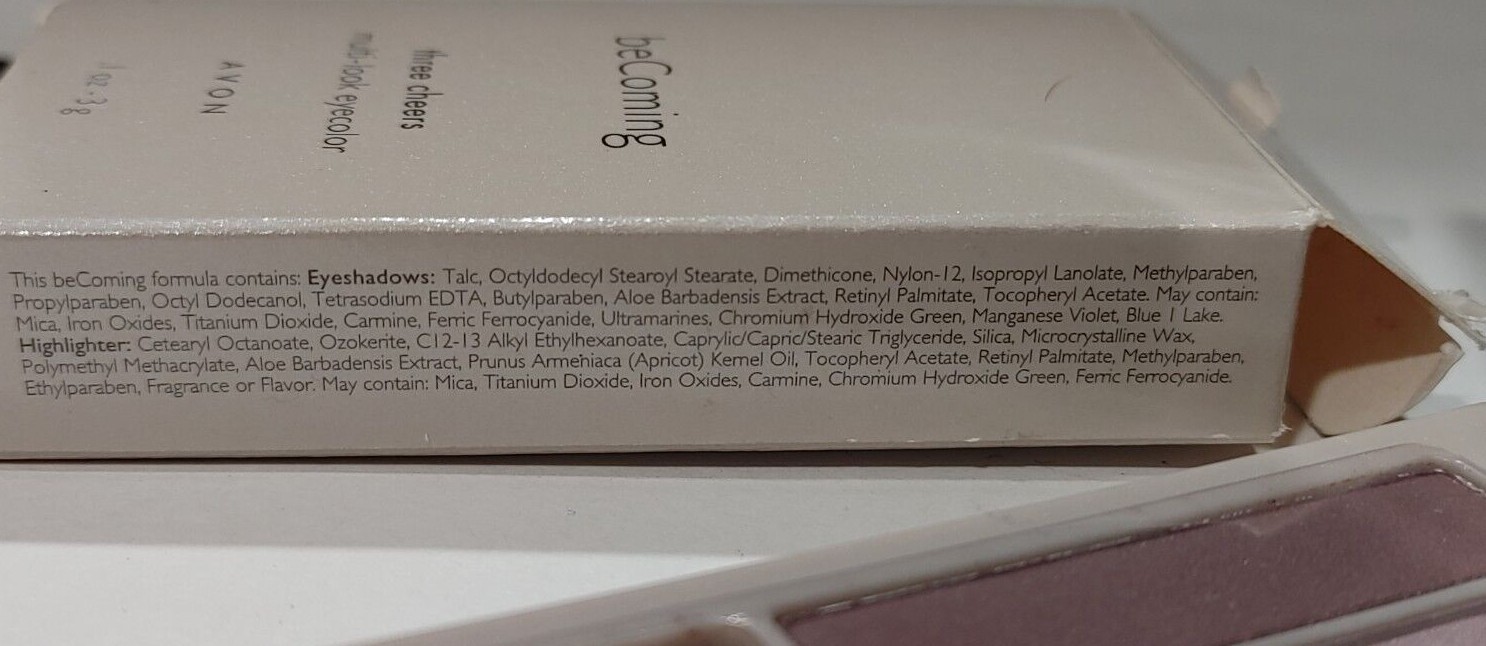 beComing
three cheers
multi-look eyecolor
AVON
.1 oz • 3g
This beComing formula contains: Eyeshadows: Talc, Octyldodecyl Stearoyl Stearate, Dimethicone, Nylon-12, Isopropyl Lanolate, Methylparaben,
Propylparaben, Octyl Dodecanol, Tetrasodium EDTA, Butylparaben, Aloe Barbadensis Extract, Retinyl Palmitate, Tocopheryl Acetate. May contain:
Mica, Iron Oxides, Titanium Dioxide, Carmine, Ferric Ferrocyanide, Ultramarines, Chromium Hydroxide Green, Manganese Violet, Blue 1 Lake.
Highlighter: Cetearyl Octanoate, Ozokerite, C12-13 Alkyl Ethylhexanoate, Caprylic/Capric/Stearic Triglyceride, Silica, Microcrystalline Wax,
Polymethyl Methacrylate, Aloe Barbadensis Extract, Prunus Armeniaca (Apricot) Kernel Oil, Tocopheryl Acetate, Retinyl Palmitate, Methylparaben,
Ethylparaben, Fragrance or Flavor. May contain: Mica, Titanium Dioxide, Iron Oxides, Carmine, Chromium Hydroxide Green, Ferric Ferrocyanide.